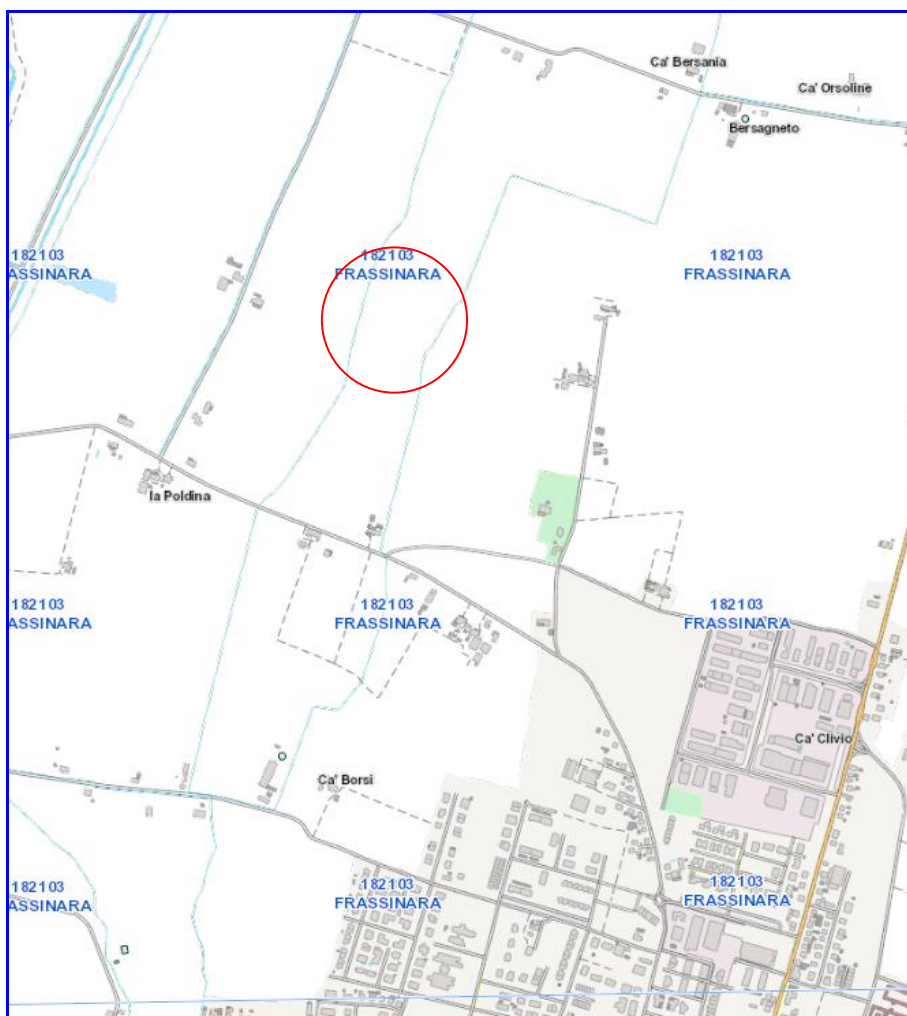 Ca' Bersania
Ca' Orsoline
Bersagneto
182103
ASSINARA
182103
FRASSINARA
182103
FRASSINARA
la Poldina
182103
ASSINARA
182103
FRASSINARA
182103
FRASSINARA
Ca' Clivio
Ca' Borsi
182103
ASSINARA
182103
FRASSINARA
182103
FRASSINARA